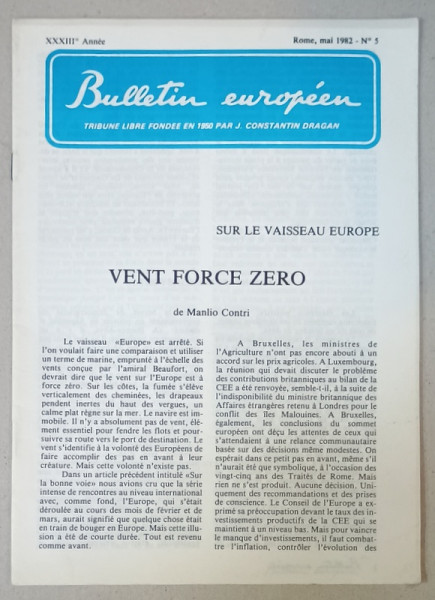 XXXIIIe Année
Rome, mai 1982 - N° 5
Bulletin européen
TRIBUNE LIBRE FONDEE EN 1950 PAR J. CONSTANTIN DRAGAN
SUR LE VAISSEAU EUROPE
VENT FORCE ZERO
de Manlio Contri
Le vaisseau «Europe» est arrêté. Si
l'on voulait faire une comparaison et utiliser
un terme de marine, emprunté à l'échelle des
vents conçue par l'amiral Beaufort, on
devrait dire que le vent sur l'Europe est à
force zéro. Sur les côtes, la fumée s'élève
verticalement des cheminées, les drapeaux
pendent inertes du haut des vergues, un
calme plat règne sur la mer. Le navire est im-
mobile. Il n'y a absolument pas de vent, élé-
ment essentiel pour fendre les flots et pour-
suivre sa route vers le port de destination. Le
vent s'identifie à la volonté des Européens de
faire accomplir des pas en avant à leur
créature. Mais cette volonté n'existe pas.
Dans un article précédent intitulé «Sur
la bonne voie» nous avions cru que la série
intense de rencontres au niveau international
avec, comme fond, l'Europe, qui s'était
déroulée au cours des mois de février et de
mars, aurait signifié que quelque chose était
en train de bouger en Europe. Mais cette illu-
sion a été de courte durée. Tout est revenu
comme avant.
A Bruxelles, les ministres de
l'Agriculture n'ont pas encore abouti à un
accord sur les prix agricoles. A Luxembourg,
la réunion qui devait discuter le problème
des contributions britanniques au bilan de la
CEE a été renvoyée, semble-t-il, à la suite de
l'indisponibilité du ministre britannique des
Affaires étrangères retenu à Londres pour le
conflit des îles Malouines. A Bruxelles,
également, les conclusions du sommet
européen ont déçu les attentes de ceux qui
s'attendaient à une relance communautaire
basée sur des décisions même modestes. On
espérait dans ce petit pas en avant, même s'il
n'aurait été que symbolique, à l'occasion des
vingt-cinq ans des Traités de Rome. Mais
rien ne s'est produit. Aucune décision. Uni-
quement des recommandations et des prises
de conscience. Le Conseil de l'Europe a ex-
primé sa préoccupation devant le taux des in-
vestissements productifs de la CEE qui se
maintient à un niveau bas. Mais pour vaincre
le manque d'investissements, il faut combat-
tre l'inflation, contrôler l'évolution des